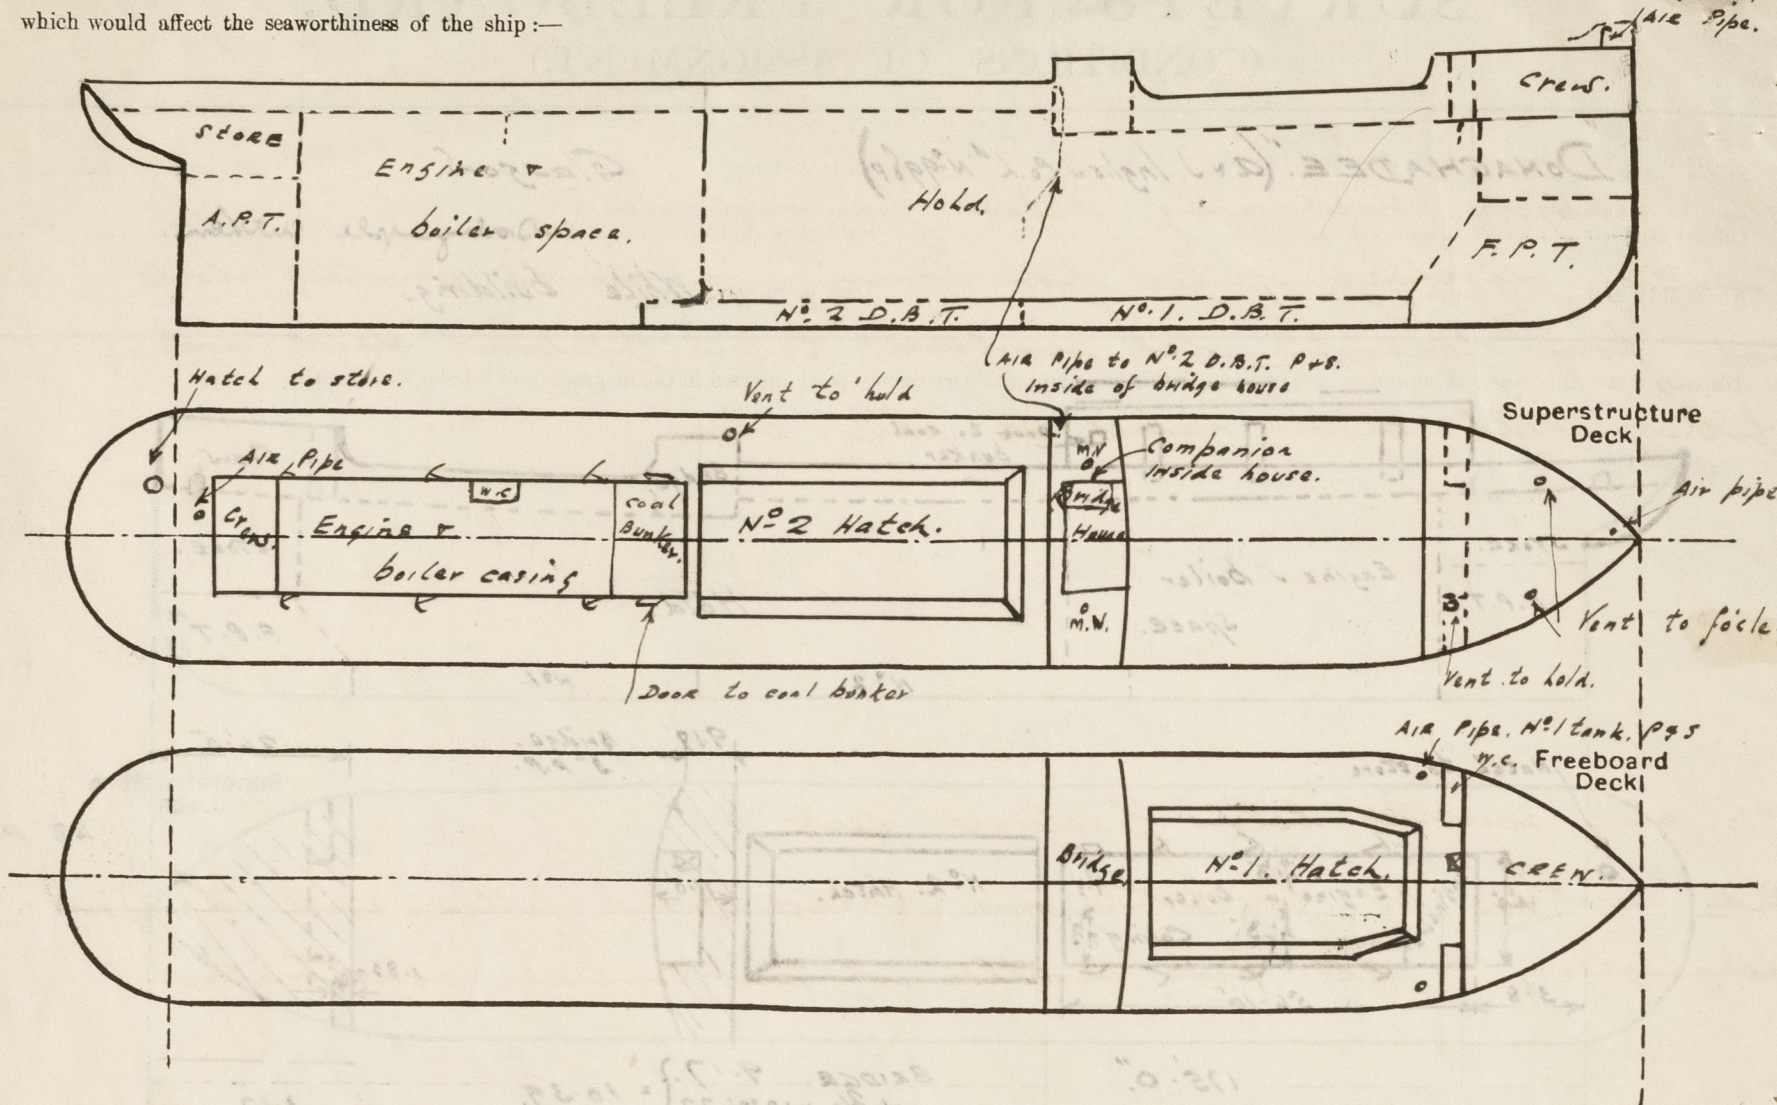 which would affect the seaworthiness of the ship :—
Air Pipe.
Crew.
STORE
Engine &
boiler space.
A.P.T.
Hold.
F.P.T.
Nº 2 D.B.T.
Nº 1. D.B.T.
Air Pipe to Nº 2 D.B.T. P&S.
Inside of bridge house
Hatch to store.
Vent to hold
Superstructure
Deck
Air Pipe
M.V.
Companion
inside house.
W.C
Coal
Bunker.
Crews.
Engine &
boiler casing
Nº 2 Hatch.
Bridge
House
M.V.
Air pipe
Vent to focle
Door to coal bunker
Vent to hold.
Air Pipe. Nº 1 tank. P&S
W.C.
Freeboard
Deck
Bridge
Nº 1. Hatch.
CREW.
DONAGHADEE.